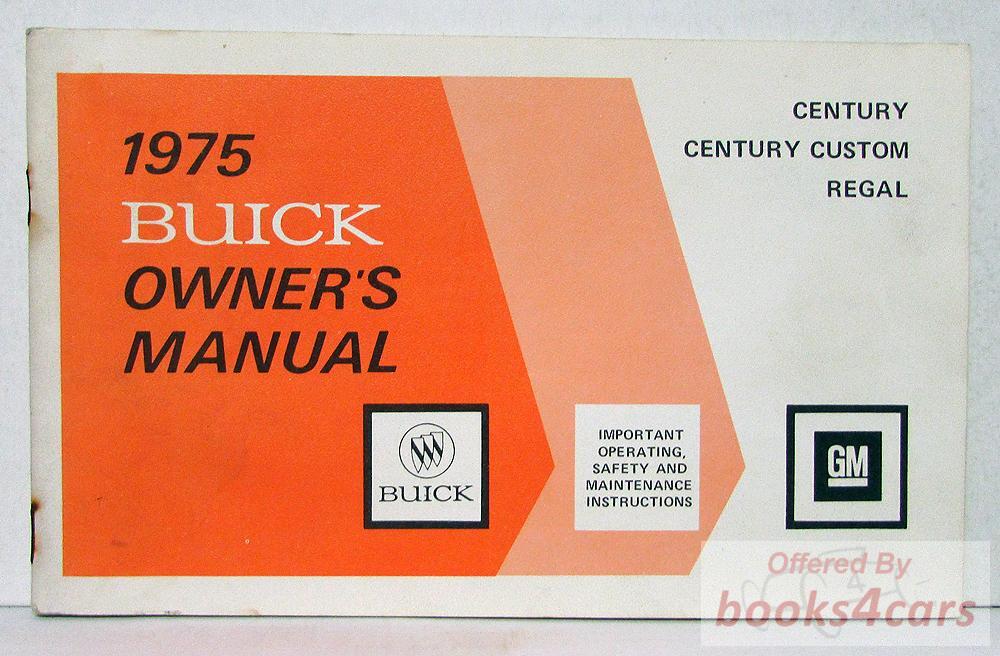 1975
BUICK
OWNER'S
MANUAL
CENTURY
CENTURY CUSTOM
REGAL
BUICK
IMPORTANT
OPERATING,
SAFETY AND
MAINTENANCE
INSTRUCTIONS
GM
Offered By
books4cars